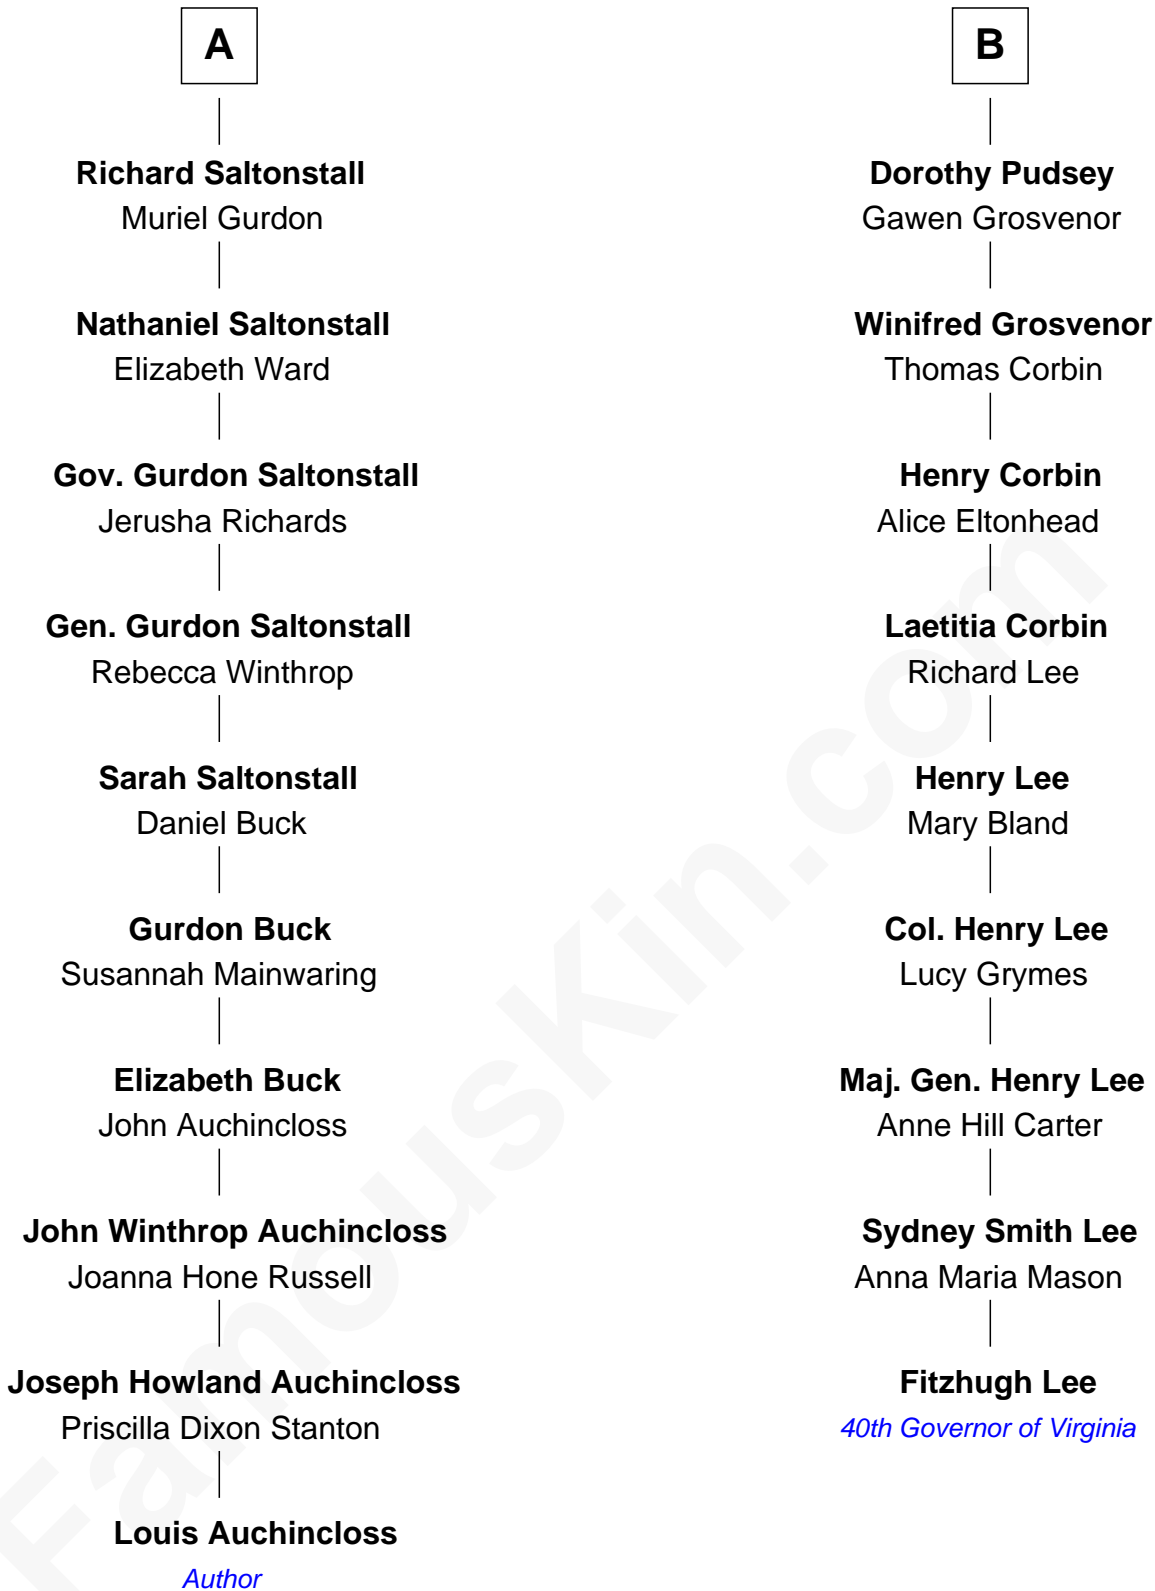 A
Richard Saltonstall
Muriel Gurdon
Nathaniel Saltonstall
Elizabeth Ward
Gov. Gurdon Saltonstall
Jerusha Richards
Gen. Gurdon Saltonstall
Rebecca Winthrop
Sarah Saltonstall
Daniel Buck
Gurdon Buck
Susannah Mainwaring
Elizabeth Buck
John Auchincloss
John Winthrop Auchincloss
Joanna Hone Russell
Joseph Howland Auchincloss
Priscilla Dixon Stanton
Louis Auchincloss
Author
B
Dorothy Pudsey
Gawen Grosvenor
Winifred Grosvenor
Thomas Corbin
Henry Corbin
Alice Eltonhead
Laetitia Corbin
Richard Lee
Henry Lee
Mary Bland
Col. Henry Lee
Lucy Grymes
Maj. Gen. Henry Lee
Anne Hill Carter
Sydney Smith Lee
Anna Maria Mason
Fitzhugh Lee
40th Governor of Virginia
FamousKin.com